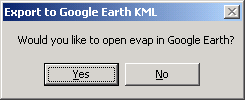 Export to Google Earth KML
Would you like to open evap in Google Earth?
Yes No